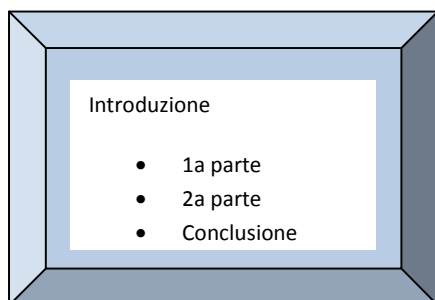 Introduzione
• 1a parte
• 2a parte
• Conclusione